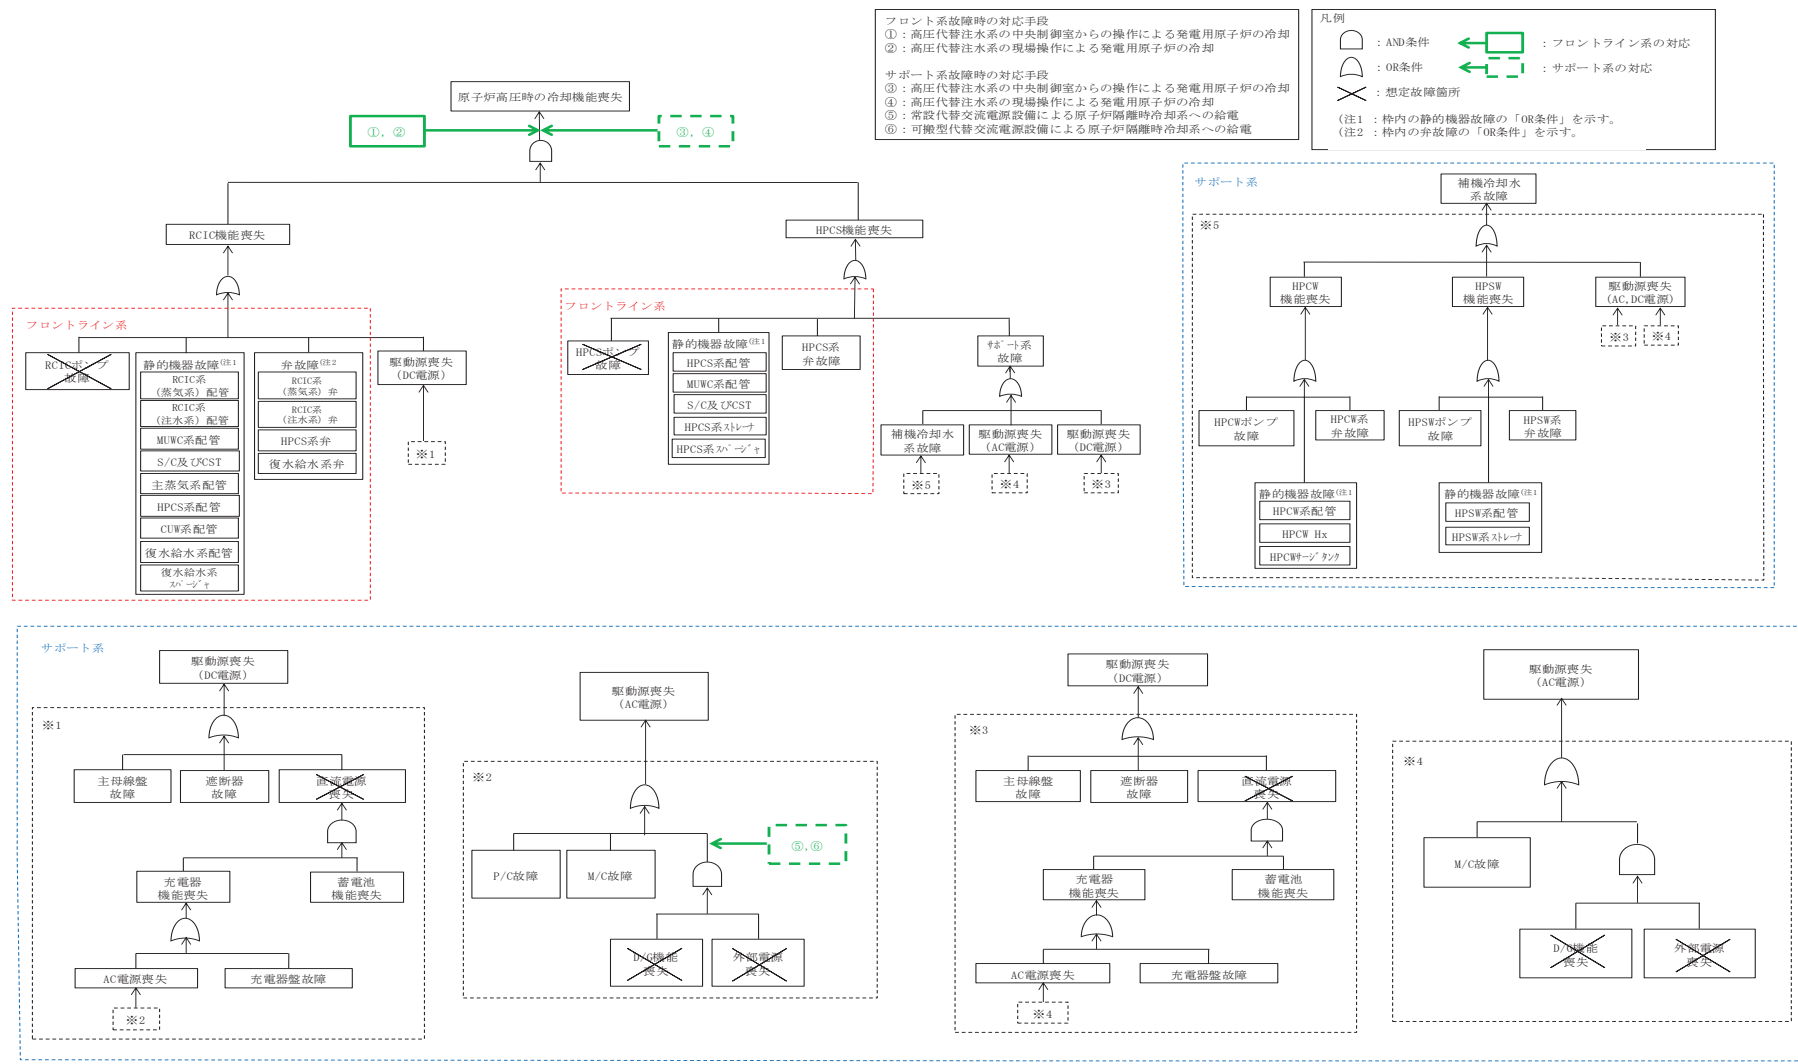 フロント系故障時の対応手段
①：高圧代替注水系の中央制御室からの操作による発電用原子炉の冷却
②：高圧代替注水系の現場操作による発電用原子炉の冷却
サポート系故障時の対応手段
③：高圧代替注水系の中央制御室からの操作による発電用原子炉の冷却
④：高圧代替注水系の現場操作による発電用原子炉の冷却
⑤：常設代替交流電源設備による原子炉隔離時冷却系への給電
⑥：可搬型代替交流電源設備による原子炉隔離時冷却系への給電
凡例
：AND条件
：フロントライン系の対応
：OR条件
：サポート系の対応
：想定故障箇所
(注1 ：枠内の静的機器故障の「OR条件」を示す。
(注2 ：枠内の弁故障の「OR条件」を示す。
原子炉高圧時の冷却機能喪失
①，②
③，④
RCIC機能喪失
HPCS機能喪失
フロントライン系
RCICポンプ
故障
静的機器故障(注1
RCIC系
(蒸気系) 配管
RCIC系
(注水系) 配管
MUWC系配管
S/C及びCST
主蒸気系配管
HPCS系配管
CUW系配管
復水給水系配管
復水給水系
スパージャ
弁故障(注2
RCIC系
(蒸気系) 弁
RCIC系
(注水系) 弁
HPCS系弁
復水給水系弁
駆動源喪失
(DC電源)
※1
フロントライン系
HPCSポンプ
故障
静的機器故障(注1
HPCS系配管
MUWC系配管
S/C及びCST
HPCS系ストレーナ
HPCS系スパージャ
HPCS系
弁故障
サポート系
故障
補機冷却水
系故障
※5
駆動源喪失
(AC電源)
※4
駆動源喪失
(DC電源)
※3
サポート系
補機冷却水
系故障
※5
HPCW
機能喪失
HPSW
機能喪失
駆動源喪失
(AC,DC電源)
※3
※4
HPCWポンプ
故障
HPCW系
弁故障
HPSWポンプ
故障
HPSW系
弁故障
静的機器故障(注1
HPCW系配管
HPCW Hx
HPCWサージタンク
静的機器故障(注1
HPSW系配管
HPSW系ストレーナ
サポート系
駆動源喪失
(DC電源)
※1
主母線盤
故障
遮断器
故障
直流電源
喪失
充電器
機能喪失
蓄電池
機能喪失
AC電源喪失
充電器盤故障
※2
駆動源喪失
(AC電源)
※2
⑤,⑥
P/C故障
M/C故障
D/G機能
喪失
外部電源
喪失
駆動源喪失
(DC電源)
※3
主母線盤
故障
遮断器
故障
直流電源
喪失
充電器
機能喪失
蓄電池
機能喪失
AC電源喪失
充電器盤故障
※4
駆動源喪失
(AC電源)
※4
M/C故障
D/G機能
喪失
外部電源
喪失